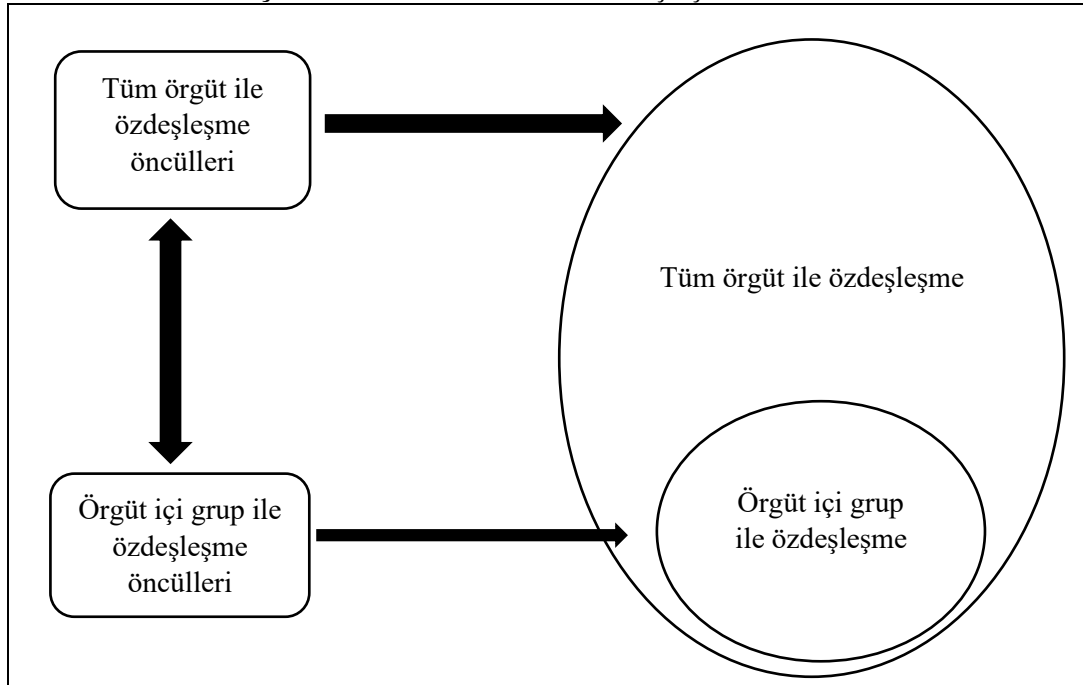 Tüm örgüt ile
özdeşleşme
öncülleri
Tüm örgüt ile özdeşleşme
Örgüt içi grup ile
özdeşleşme
öncülleri
Örgüt içi grup
ile özdeşleşme